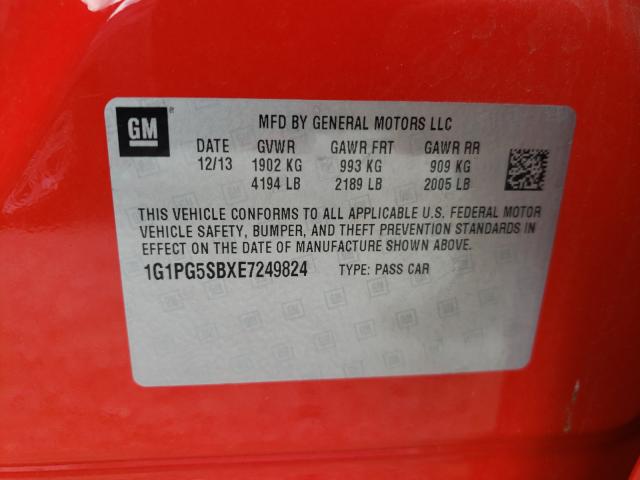 GM
MFD BY GENERAL MOTORS LLC
DATE GVWR GAWR FRT GAWR RR
12/13 1902 KG 993 KG 909 KG
4194 LB 2189 LB 2005 LB
THIS VEHICLE CONFORMS TO ALL APPLICABLE U.S. FEDERAL MOTOR
VEHICLE SAFETY, BUMPER, AND THEFT PREVENTION STANDARDS IN
EFFECT ON THE DATE OF MANUFACTURE SHOWN ABOVE.
1G1PG5SBXE7249824 TYPE: PASS CAR